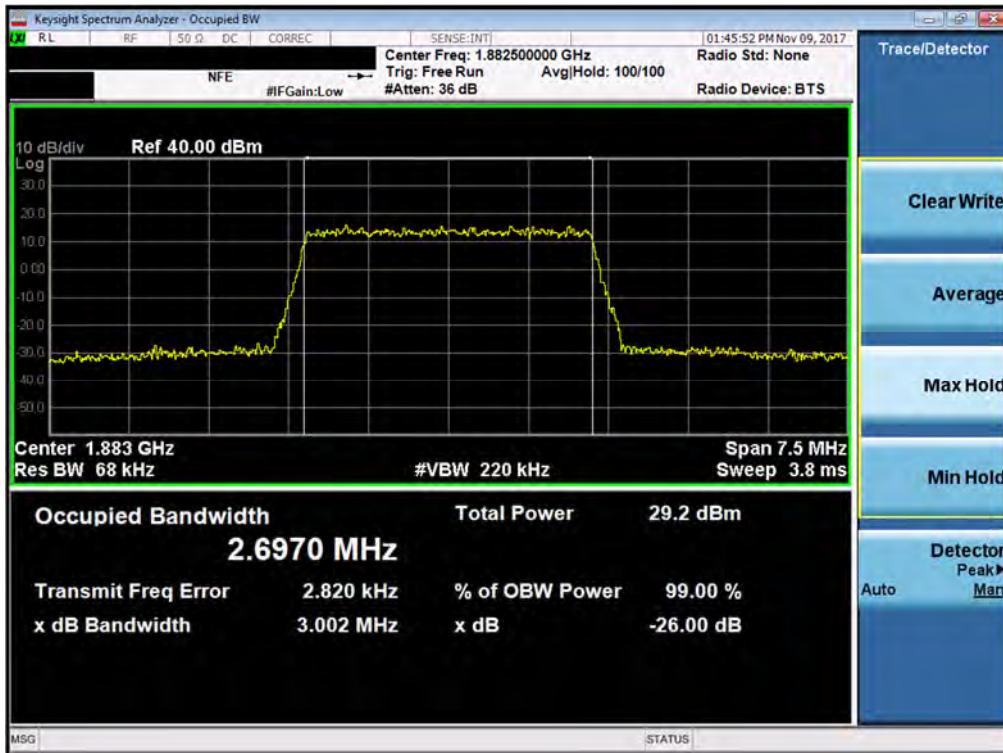 Keysight Spectrum Analyzer - Occupied BW
LXI RL RF 50 Ω DC CORREC SENSE:INT 01:45:52 PM Nov 09, 2017
Center Freq: 1.882500000 GHz Radio Std: None
NFE Trig: Free Run Avg|Hold: 100/100
#IFGain:Low #Atten: 36 dB Radio Device: BTS
10 dB/div Ref 40.00 dBm
Log
30.0
20.0
10.0
0.00
-10.0
-20.0
-30.0
-40.0
-50.0
Center 1.883 GHz Span 7.5 MHz
Res BW 68 kHz #VBW 220 kHz Sweep 3.8 ms
Occupied Bandwidth Total Power 29.2 dBm
2.6970 MHz
Transmit Freq Error 2.820 kHz % of OBW Power 99.00 %
x dB Bandwidth 3.002 MHz x dB -26.00 dB
MSG STATUS
Trace/Detector
Clear Write
Average
Max Hold
Min Hold
Detector
Peak▶
Auto Man